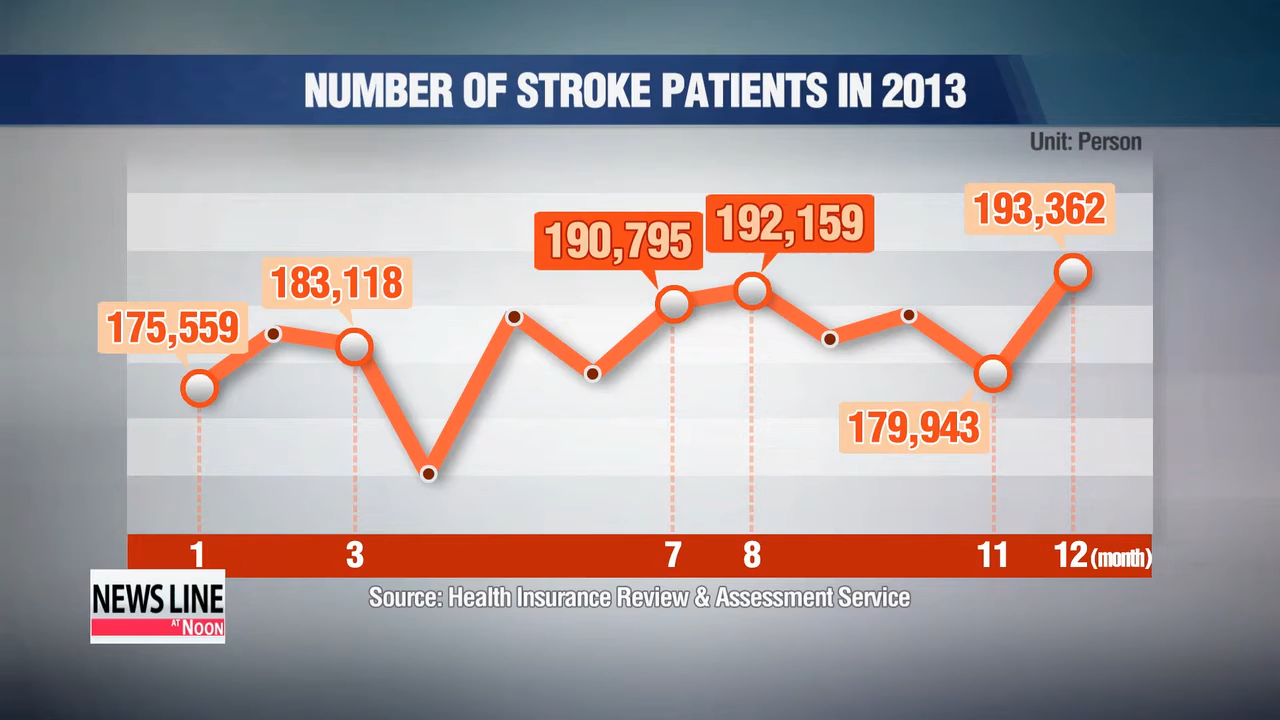 NUMBER OF STROKE PATIENTS IN 2013
Unit: Person
193,362
192,159
190,795
183,118
175,559
179,943
1 3 7 8 11 12 (month)
NEWS LINE
AT NOON
Source: Health Insurance Review & Assessment Service